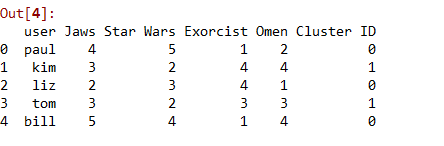 Out[4]:
user Jaws Star Wars Exorcist Omen Cluster ID
0 paul 4 5 1 2 0
1 kim 3 2 4 4 1
2 liz 2 3 4 1 0
3 tom 3 2 3 3 1
4 bill 5 4 1 4 0